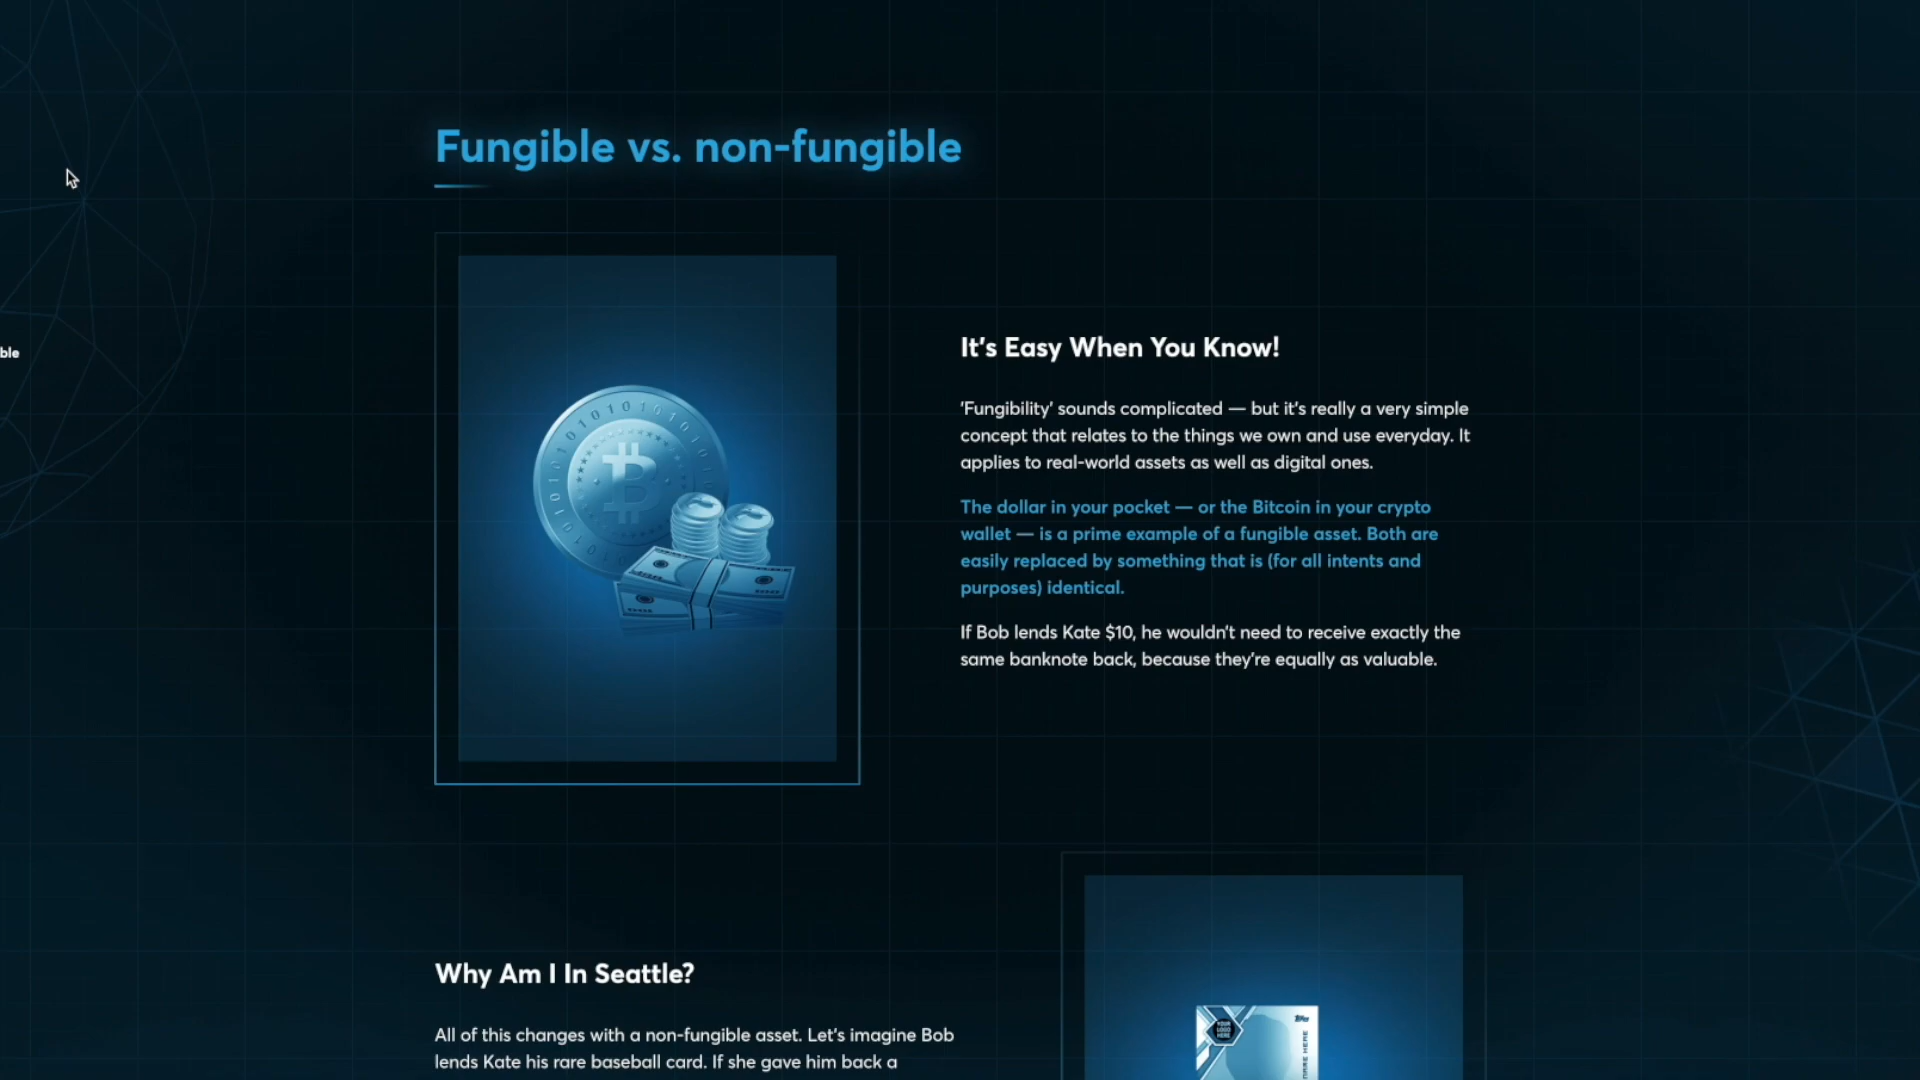 Fungible vs. non-fungible
ble
It's Easy When You Know!
'Fungibility' sounds complicated — but it's really a very simple
concept that relates to the things we own and use everyday. It
applies to real-world assets as well as digital ones.
The dollar in your pocket — or the Bitcoin in your crypto
wallet — is a prime example of a fungible asset. Both are
easily replaced by something that is (for all intents and
purposes) identical.
If Bob lends Kate $10, he wouldn't need to receive exactly the
same banknote back, because they're equally as valuable.
Why Am I In Seattle?
All of this changes with a non-fungible asset. Let's imagine Bob
lends Kate his rare baseball card. If she gave him back a
YOUR
LOGO
HERE
Topps
NAME HERE